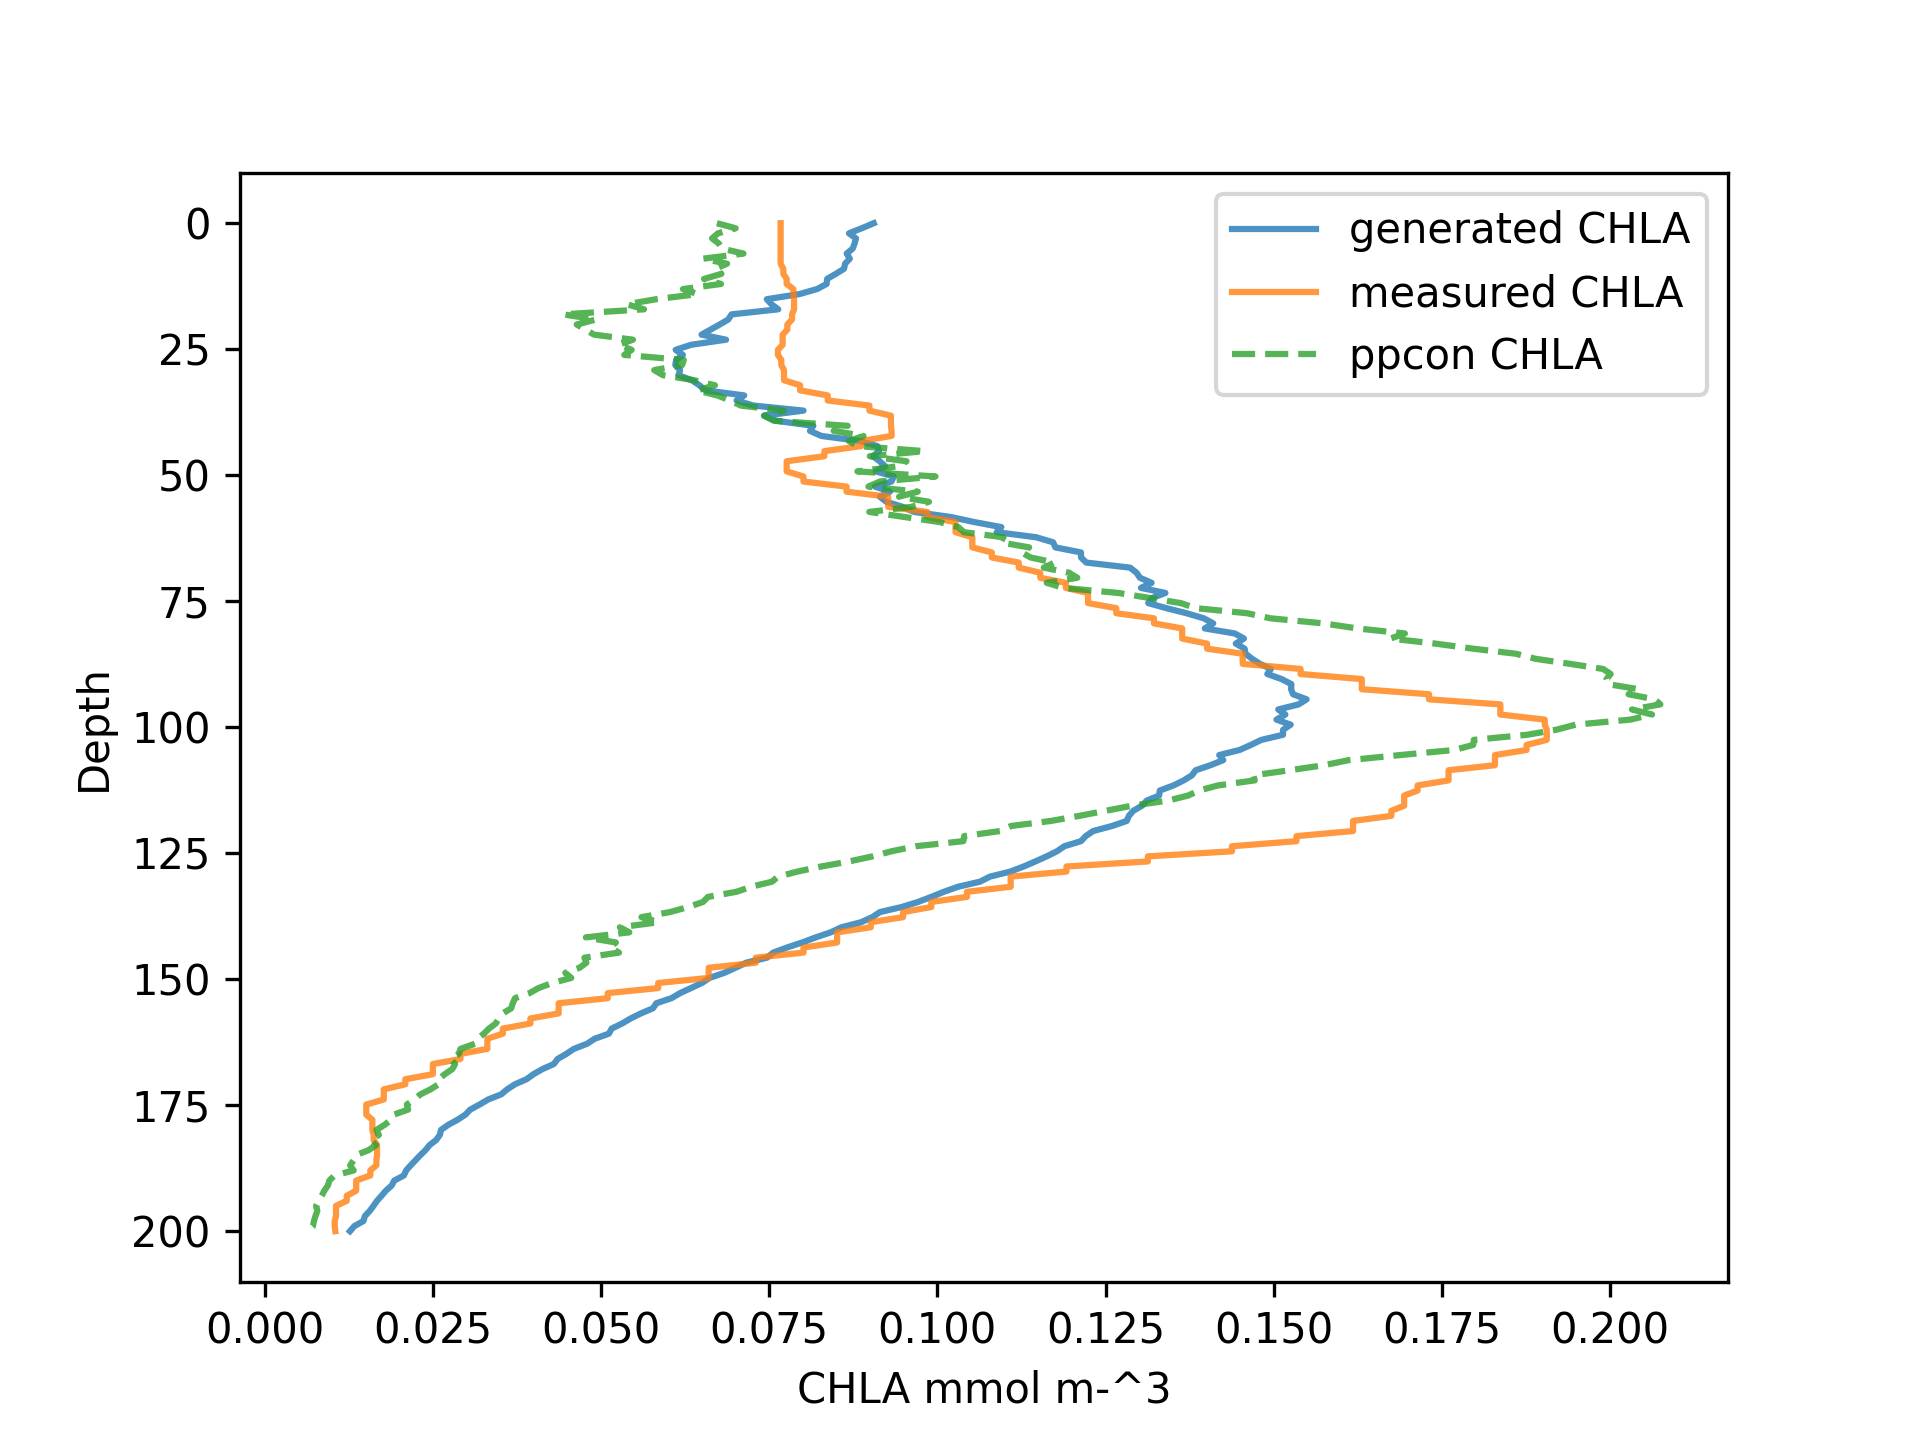 generated CHLA
measured CHLA
ppcon CHLA
0
25
50
75
100
125
150
175
200
Depth
0.000 0.025 0.050 0.075 0.100 0.125 0.150 0.175 0.200
CHLA mmol m-^3